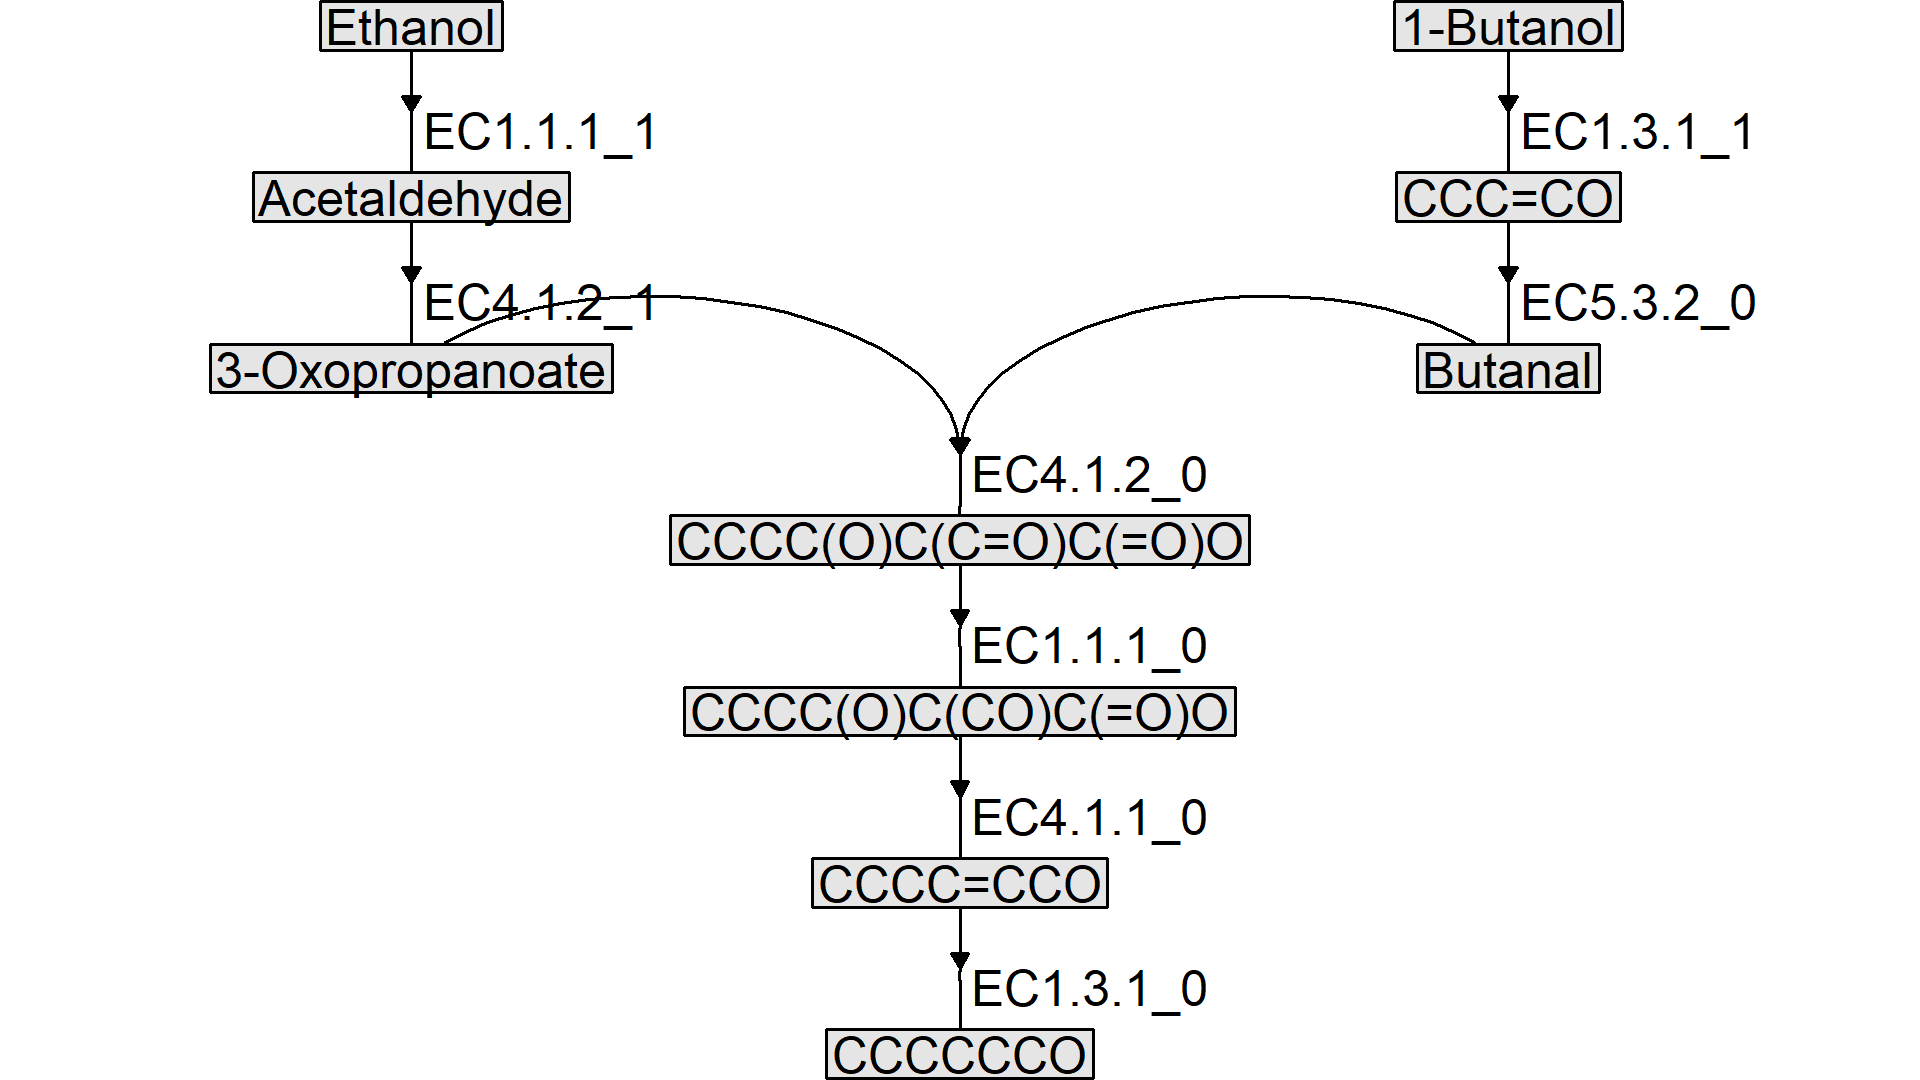 Ethanol
1-Butanol
EC1.1.1_1
EC1.3.1_1
Acetaldehyde
CCC=CO
EC4.1.2_1
EC5.3.2_0
3-Oxopropanoate
Butanal
EC4.1.2_0
CCCC(O)C(C=O)C(=O)O
EC1.1.1_0
CCCC(O)C(CO)C(=O)O
EC4.1.1_0
CCCC=CCO
EC1.3.1_0
CCCCCCO